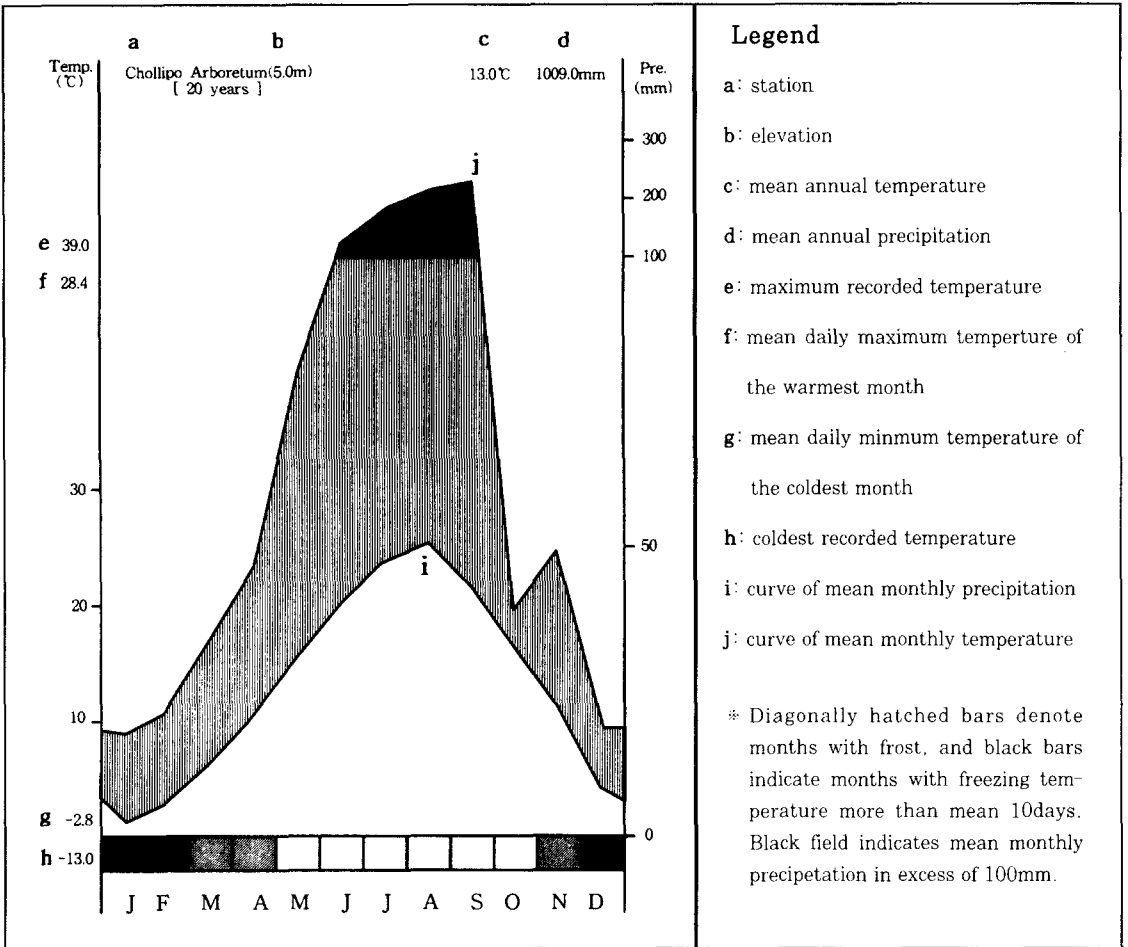 a b c d
Temp. (℃)
Chollipo Arboretum(5.0m) 13.0℃ 1009.0mm
[ 20 years ]
Pre. (mm)
300
j
200
e 39.0
100
f 28.4
30
50
i
20
10
g -2.8
0
h -13.0
J F M A M J J A S O N D
Legend
a: station
b: elevation
c: mean annual temperature
d: mean annual precipitation
e: maximum recorded temperature
f: mean daily maximum temperture of
the warmest month
g: mean daily minmum temperature of
the coldest month
h: coldest recorded temperature
i: curve of mean monthly precipitation
j: curve of mean monthly temperature
※ Diagonally hatched bars denote
months with frost, and black bars
indicate months with freezing tem-
perature more than mean 10days.
Black field indicates mean monthly
precipetation in excess of 100mm.